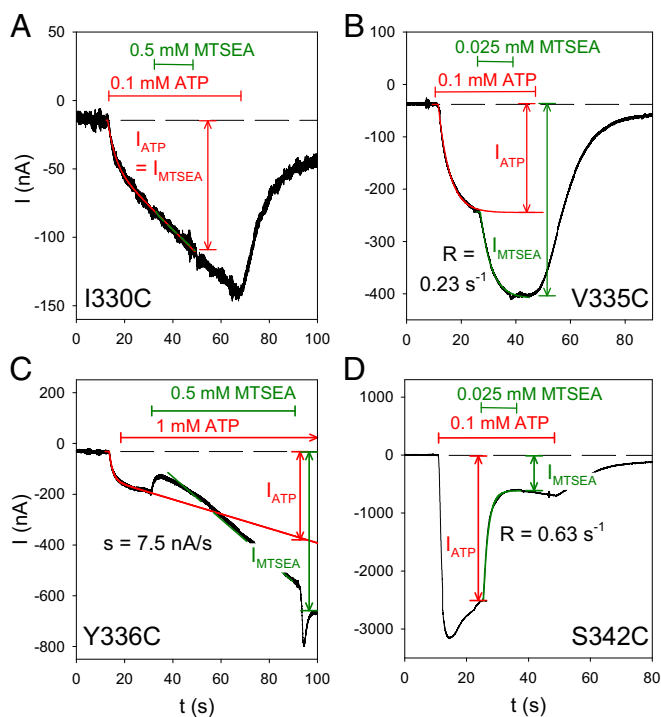 A
0.5 mM MTSEA
0.1 mM ATP
I_ATP
= I_MTSEA
I330C
I (nA)
50
0
-50
-100
-150
0 20 40 60 80 100
B
0.025 mM MTSEA
0.1 mM ATP
I_ATP
I_MTSEA
R =
0.23 s⁻¹
V335C
I (nA)
100
0
-100
-200
-300
-400
0 20 40 60 80
C
0.5 mM MTSEA
1 mM ATP
I_ATP
s = 7.5 nA/s
I_MTSEA
Y336C
I (nA)
200
0
-200
-400
-600
-800
0 20 40 60 80 100
t (s)
D
0.025 mM MTSEA
0.1 mM ATP
I_MTSEA
I_ATP
R = 0.63 s⁻¹
S342C
1000
0
-1000
-2000
-3000
0 20 40 60 80
t (s)